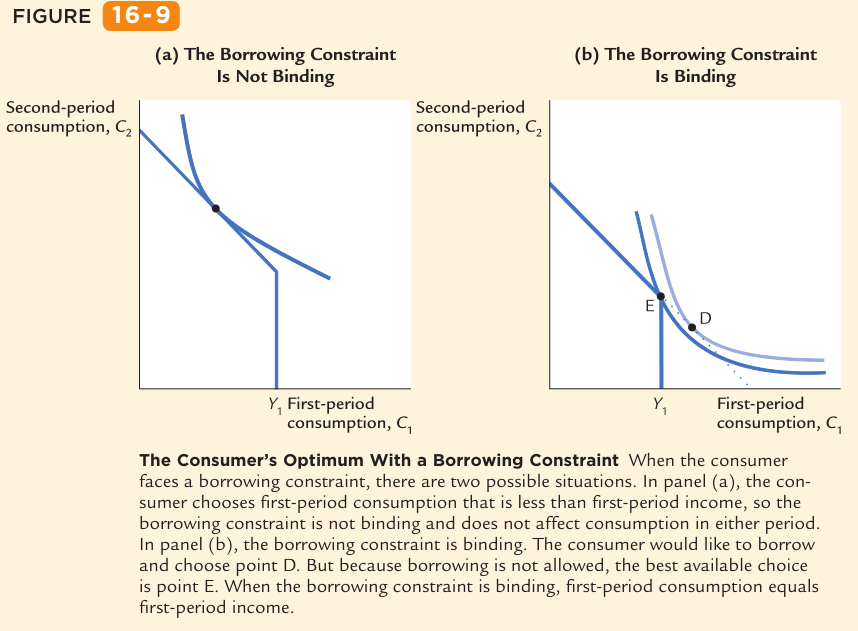 FIGURE 16-9
(a) The Borrowing Constraint
Is Not Binding
(b) The Borrowing Constraint
Is Binding
Second-period
consumption, C2
Second-period
consumption, C2
E
D
Y1
First-period
consumption, C1
Y1
First-period
consumption, C1
The Consumer’s Optimum With a Borrowing Constraint When the consumer
faces a borrowing constraint, there are two possible situations. In panel (a), the con-
sumer chooses first-period consumption that is less than first-period income, so the
borrowing constraint is not binding and does not affect consumption in either period.
In panel (b), the borrowing constraint is binding. The consumer would like to borrow
and choose point D. But because borrowing is not allowed, the best available choice
is point E. When the borrowing constraint is binding, first-period consumption equals
first-period income.